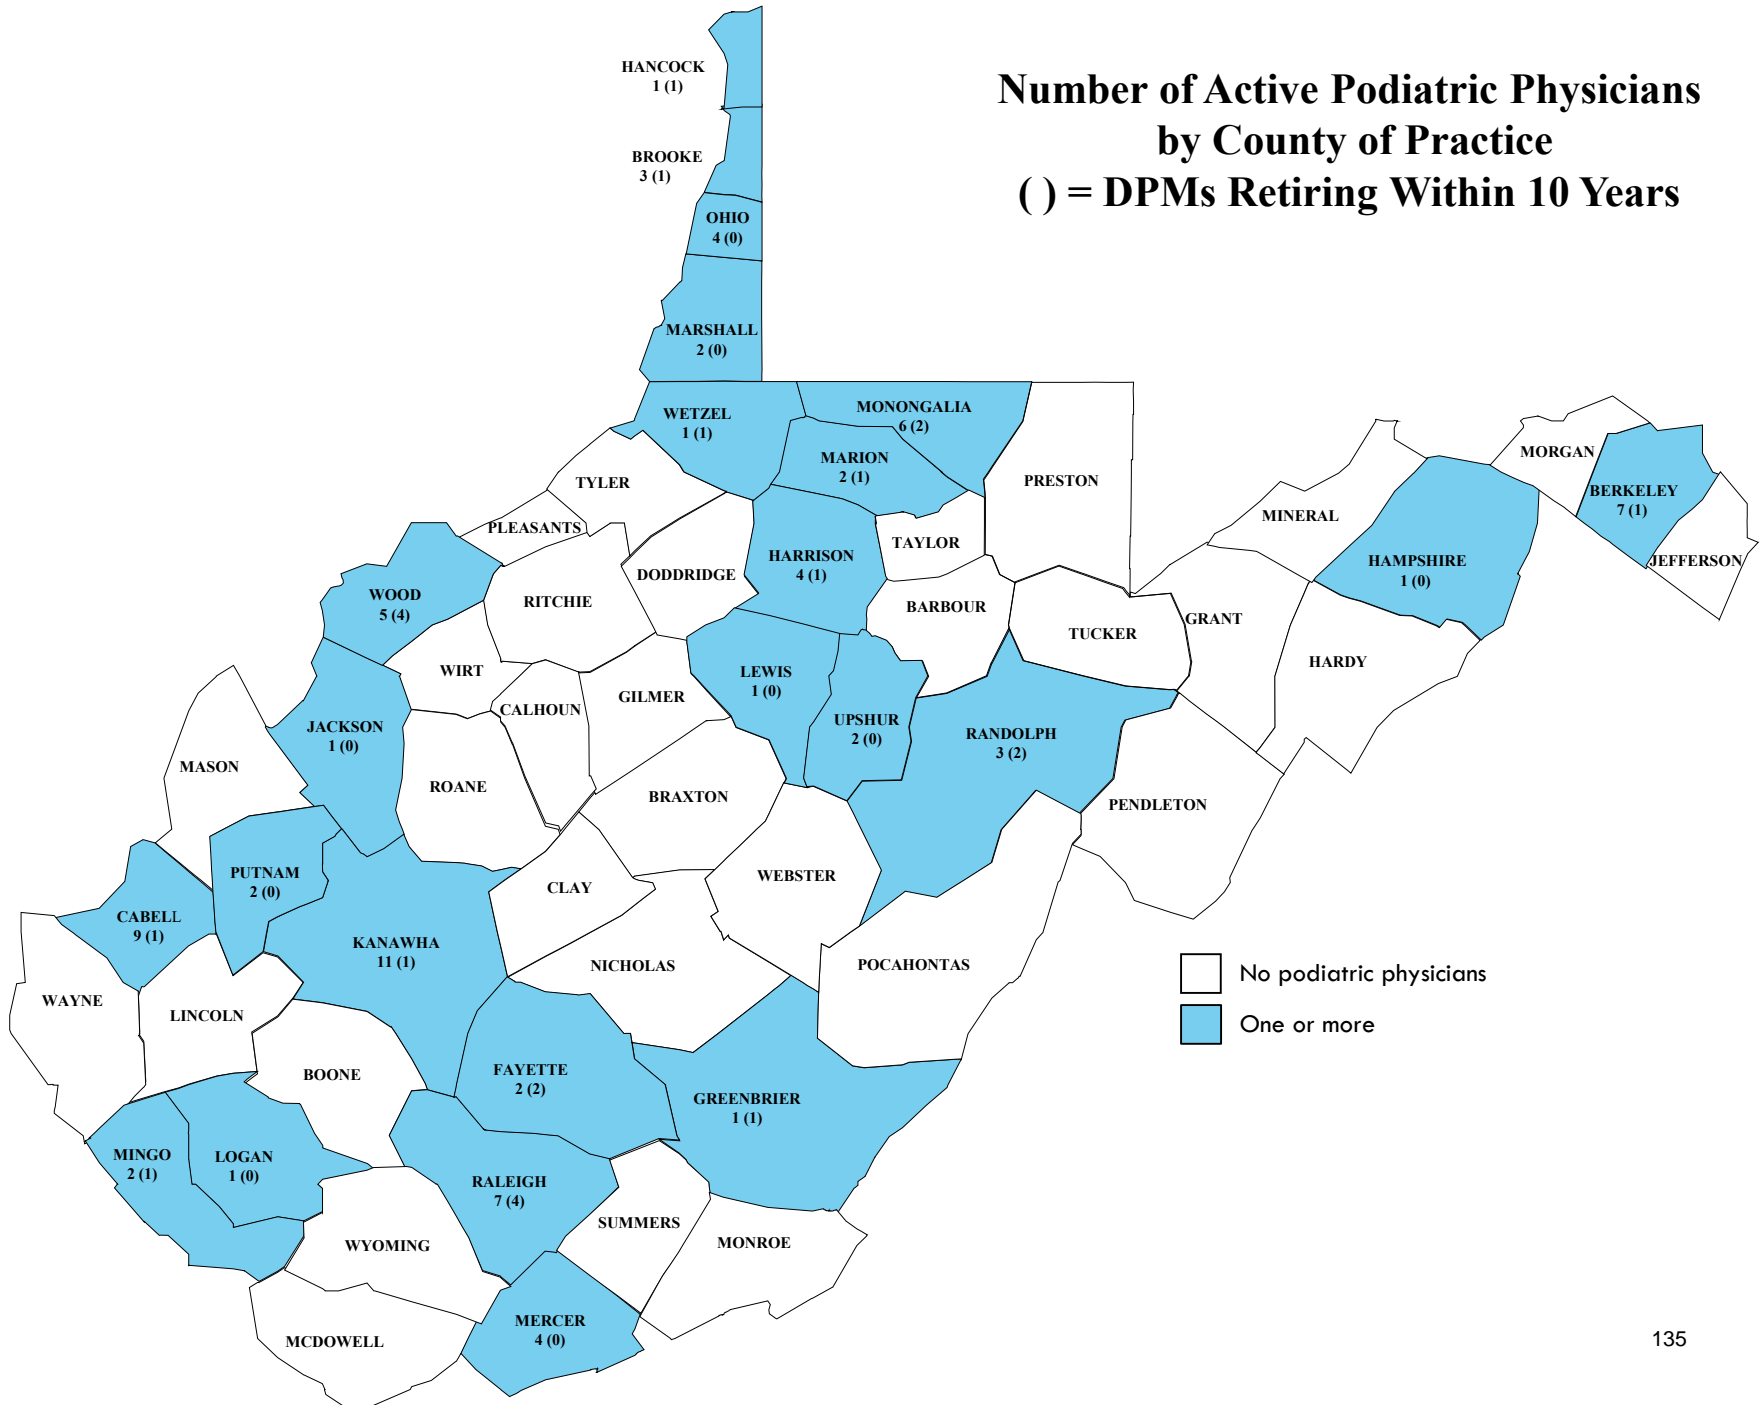 Number of Active Podiatric Physicians
by County of Practice
( ) = DPMs Retiring Within 10 Years
HANCOCK
1 (1)
BROOKE
3 (1)
OHIO
4 (0)
MARSHALL
2 (0)
WETZEL
1 (1)
MONONGALIA
6 (2)
MARION
2 (1)
PRESTON
TYLER
PLEASANTS
MORGAN
BERKELEY
7 (1)
JEFFERSON
MINERAL
HAMPSHIRE
1 (0)
TAYLOR
HARRISON
4 (1)
DODDRIDGE
RITCHIE
WOOD
5 (4)
BARBOUR
TUCKER
GRANT
HARDY
WIRT
CALHOUN
GILMER
LEWIS
1 (0)
UPSHUR
2 (0)
RANDOLPH
3 (2)
JACKSON
1 (0)
MASON
ROANE
BRAXTON
PENDLETON
PUTNAM
2 (0)
CLAY
WEBSTER
CABELL
9 (1)
KANAWHA
11 (1)
NICHOLAS
POCAHONTAS
No podiatric physicians
One or more
WAYNE
LINCOLN
BOONE
FAYETTE
2 (2)
GREENBRIER
1 (1)
MINGO
2 (1)
LOGAN
1 (0)
RALEIGH
7 (4)
SUMMERS
MONROE
WYOMING
MERCER
4 (0)
MCDOWELL
135